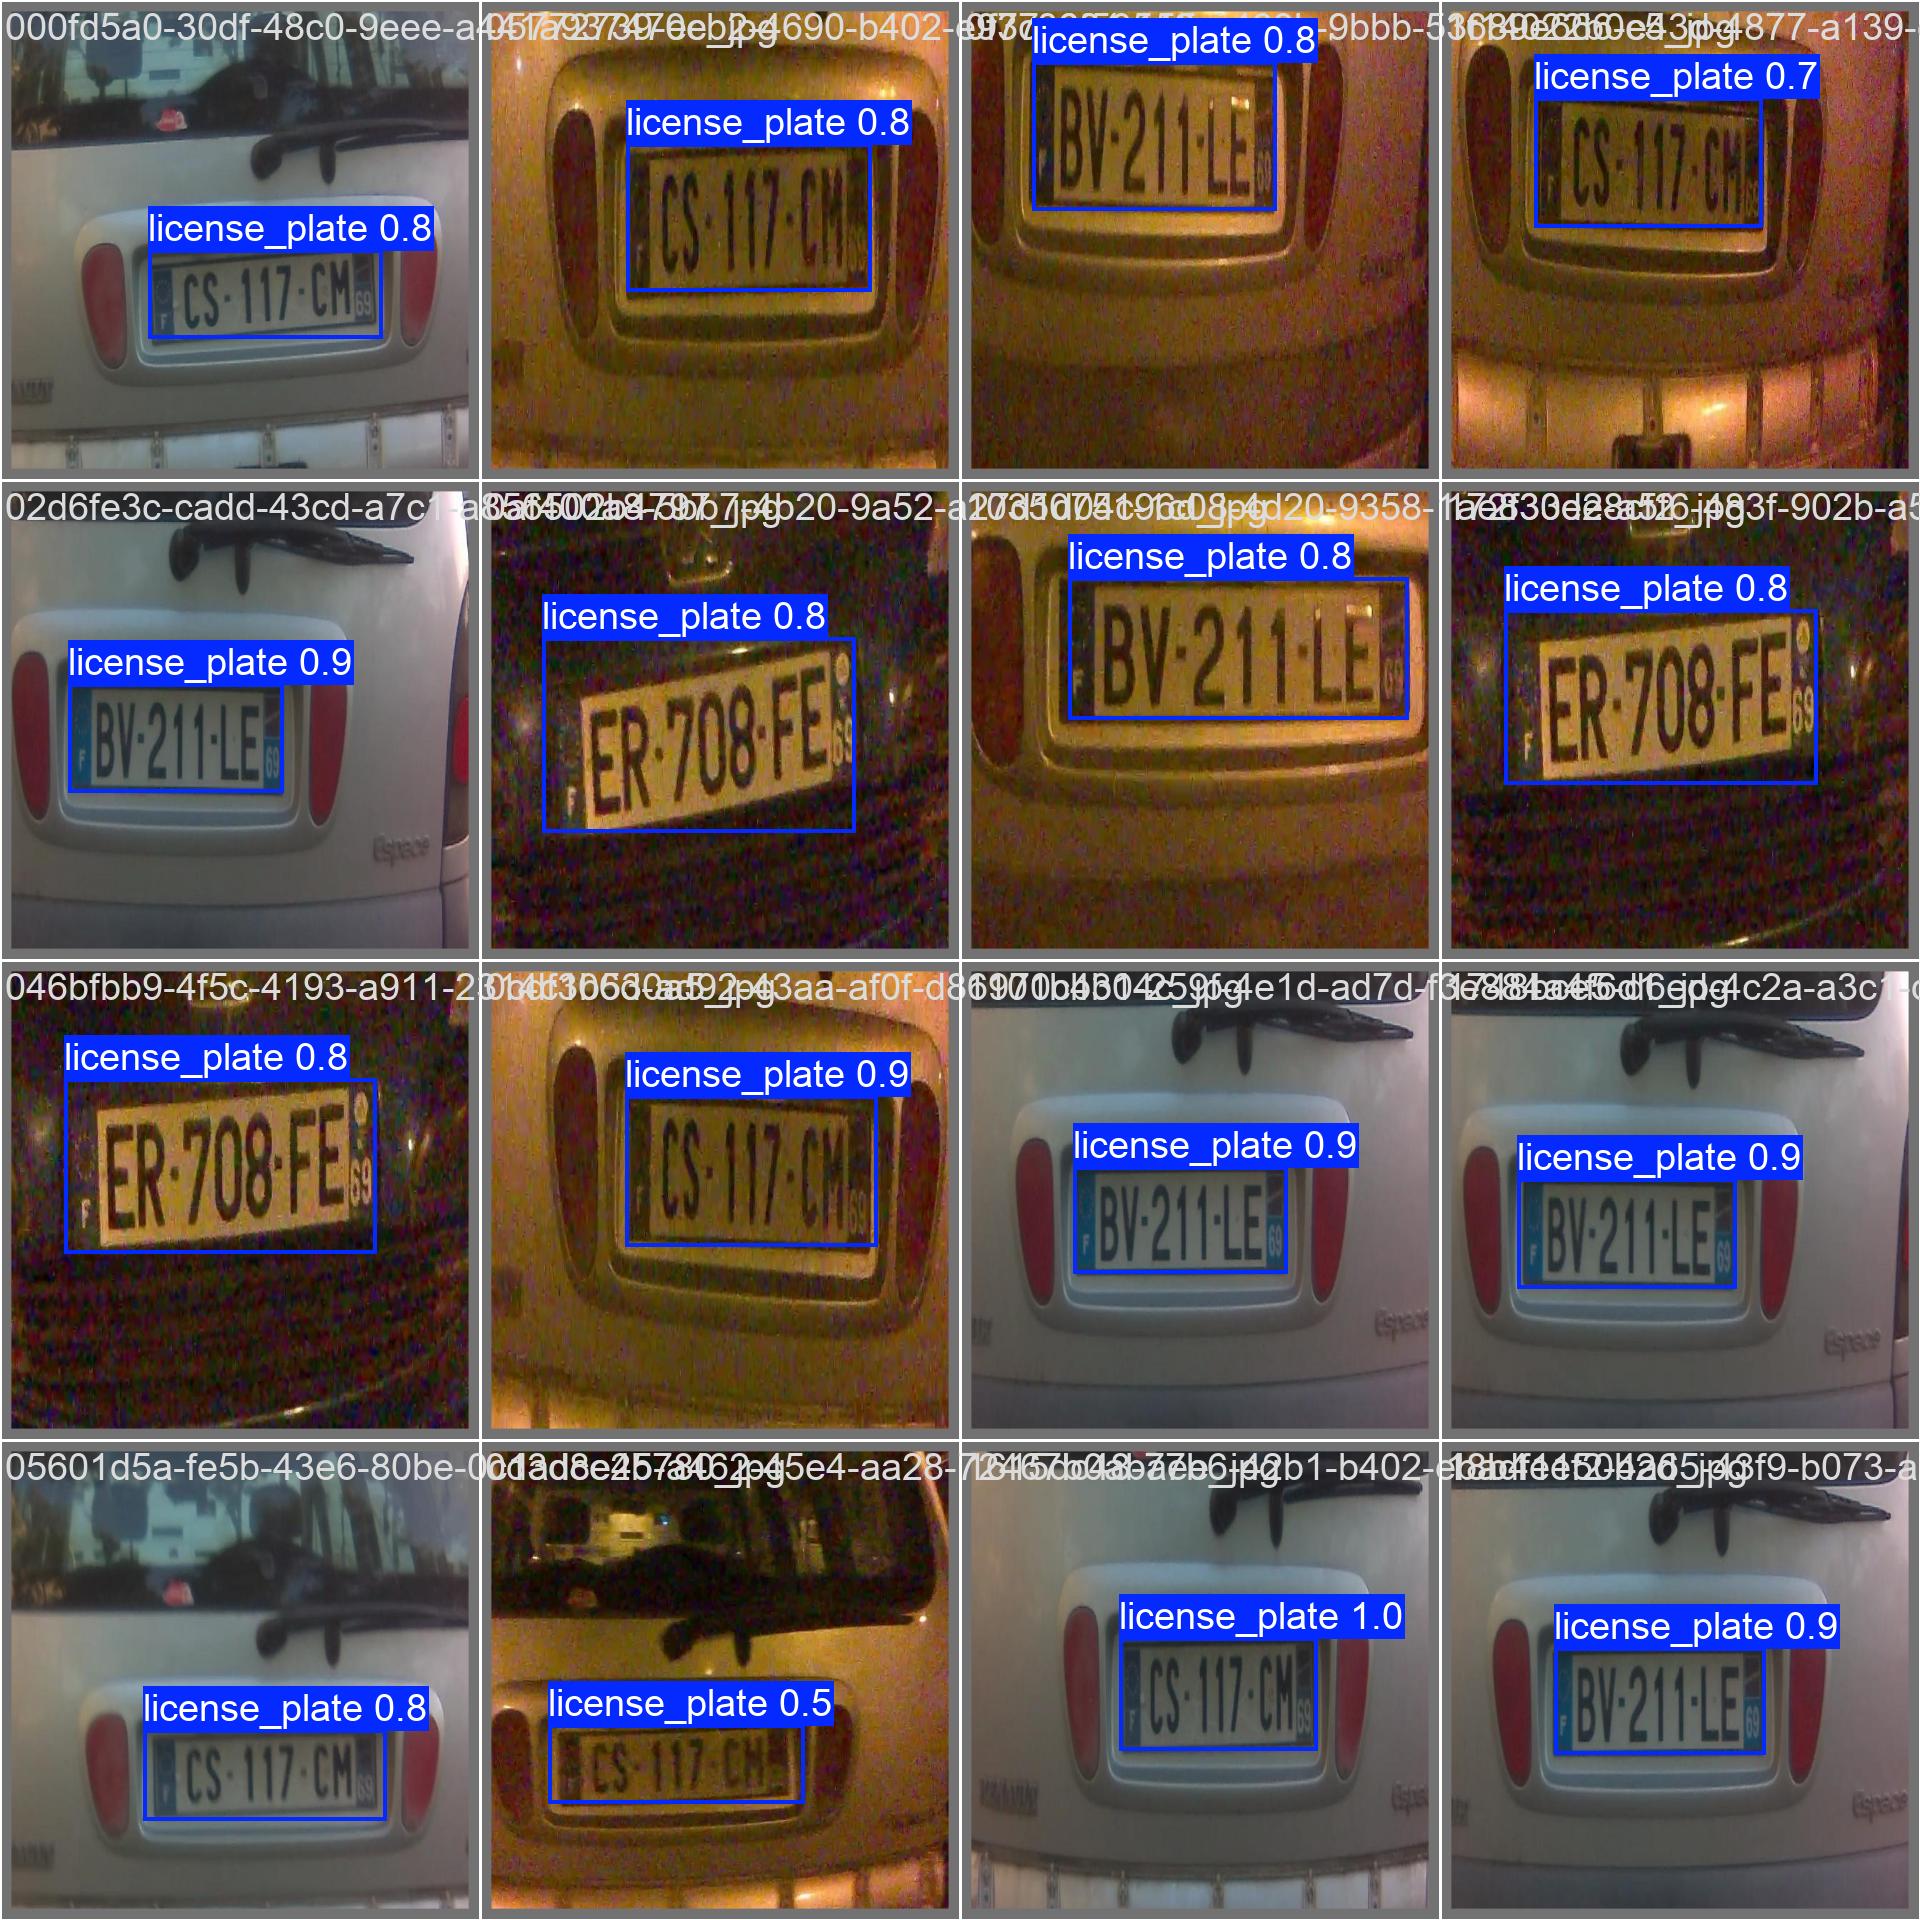 000fd5a0-30df-48c0-9eee-a
license_plate 0.8
CS-117-CM
F
69
license_plate 0.8
CS-117-CM
license_plate 0.8
BV-211-LE
69
license_plate 0.7
CS-117-CM
02d6fe3c-cadd-43cd-a7c1-a
license_plate 0.9
BV-211-LE
F
69
Espace
license_plate 0.8
ER-708-FE
F
69
license_plate 0.8
BV-211-LE
F
69
license_plate 0.8
ER-708-FE
F
69
046bfbb9-4f5c-4193-a911-2
license_plate 0.8
ER-708-FE
F
69
license_plate 0.9
CS-117-CM
69
license_plate 0.9
BV-211-LE
F
69
Espace
license_plate 0.9
BV-211-LE
F
69
Espace
05601d5a-fe5b-43e6-80be-0
license_plate 0.8
CS-117-CM
69
license_plate 0.5
CS-117-CM
license_plate 1.0
CS-117-CM
F
69
license_plate 0.9
BV-211-LE
F
69
Espace